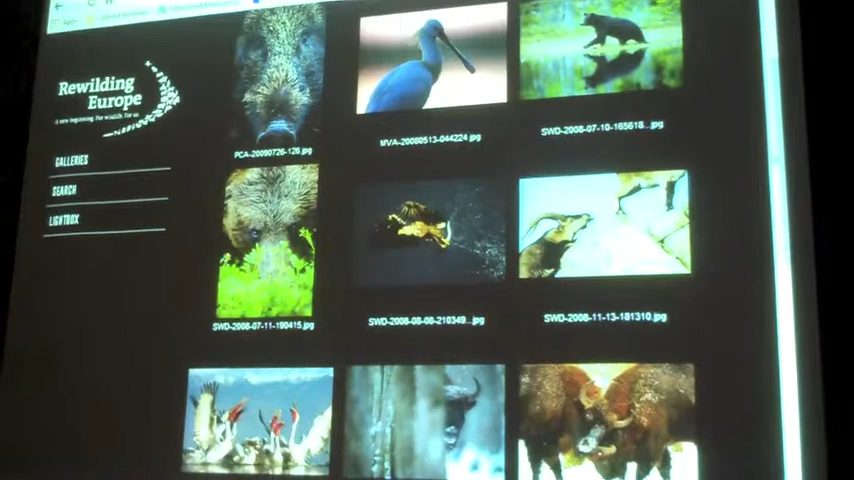 Apps
Rewilding
Europe
A new beginning. For wildlife. For us.
GALLERIES
SEARCH
LIGHTBOX
PCA-20090726-128.jpg
MVA-20080513-044224.jpg
SWD-2008-07-10-165618...jpg
SWD-2008-07-11-190415.jpg
SWD-2008-08-08-210349...jpg
SWD-2008-11-13-181310.jpg